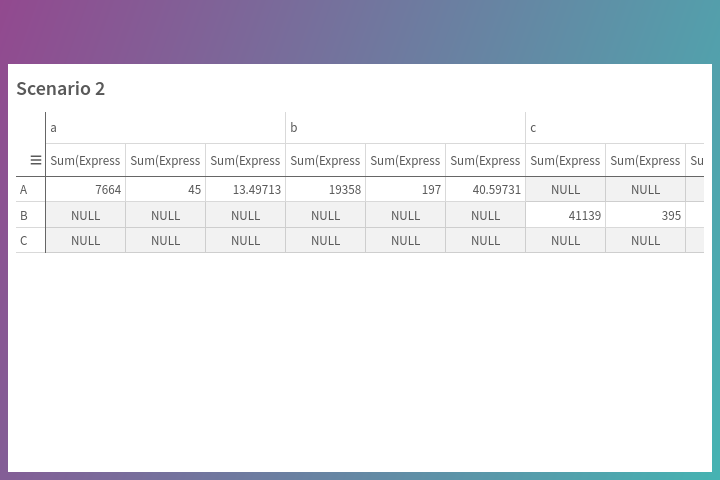 Scenario 2
a b c
Sum(Express Sum(Express Sum(Express Sum(Express Sum(Express Sum(Express Sum(Express Sum(Express Su
A 7664 45 13.49713 19358 197 40.59731 NULL NULL
B NULL NULL NULL NULL NULL NULL 41139 395
C NULL NULL NULL NULL NULL NULL NULL NULL